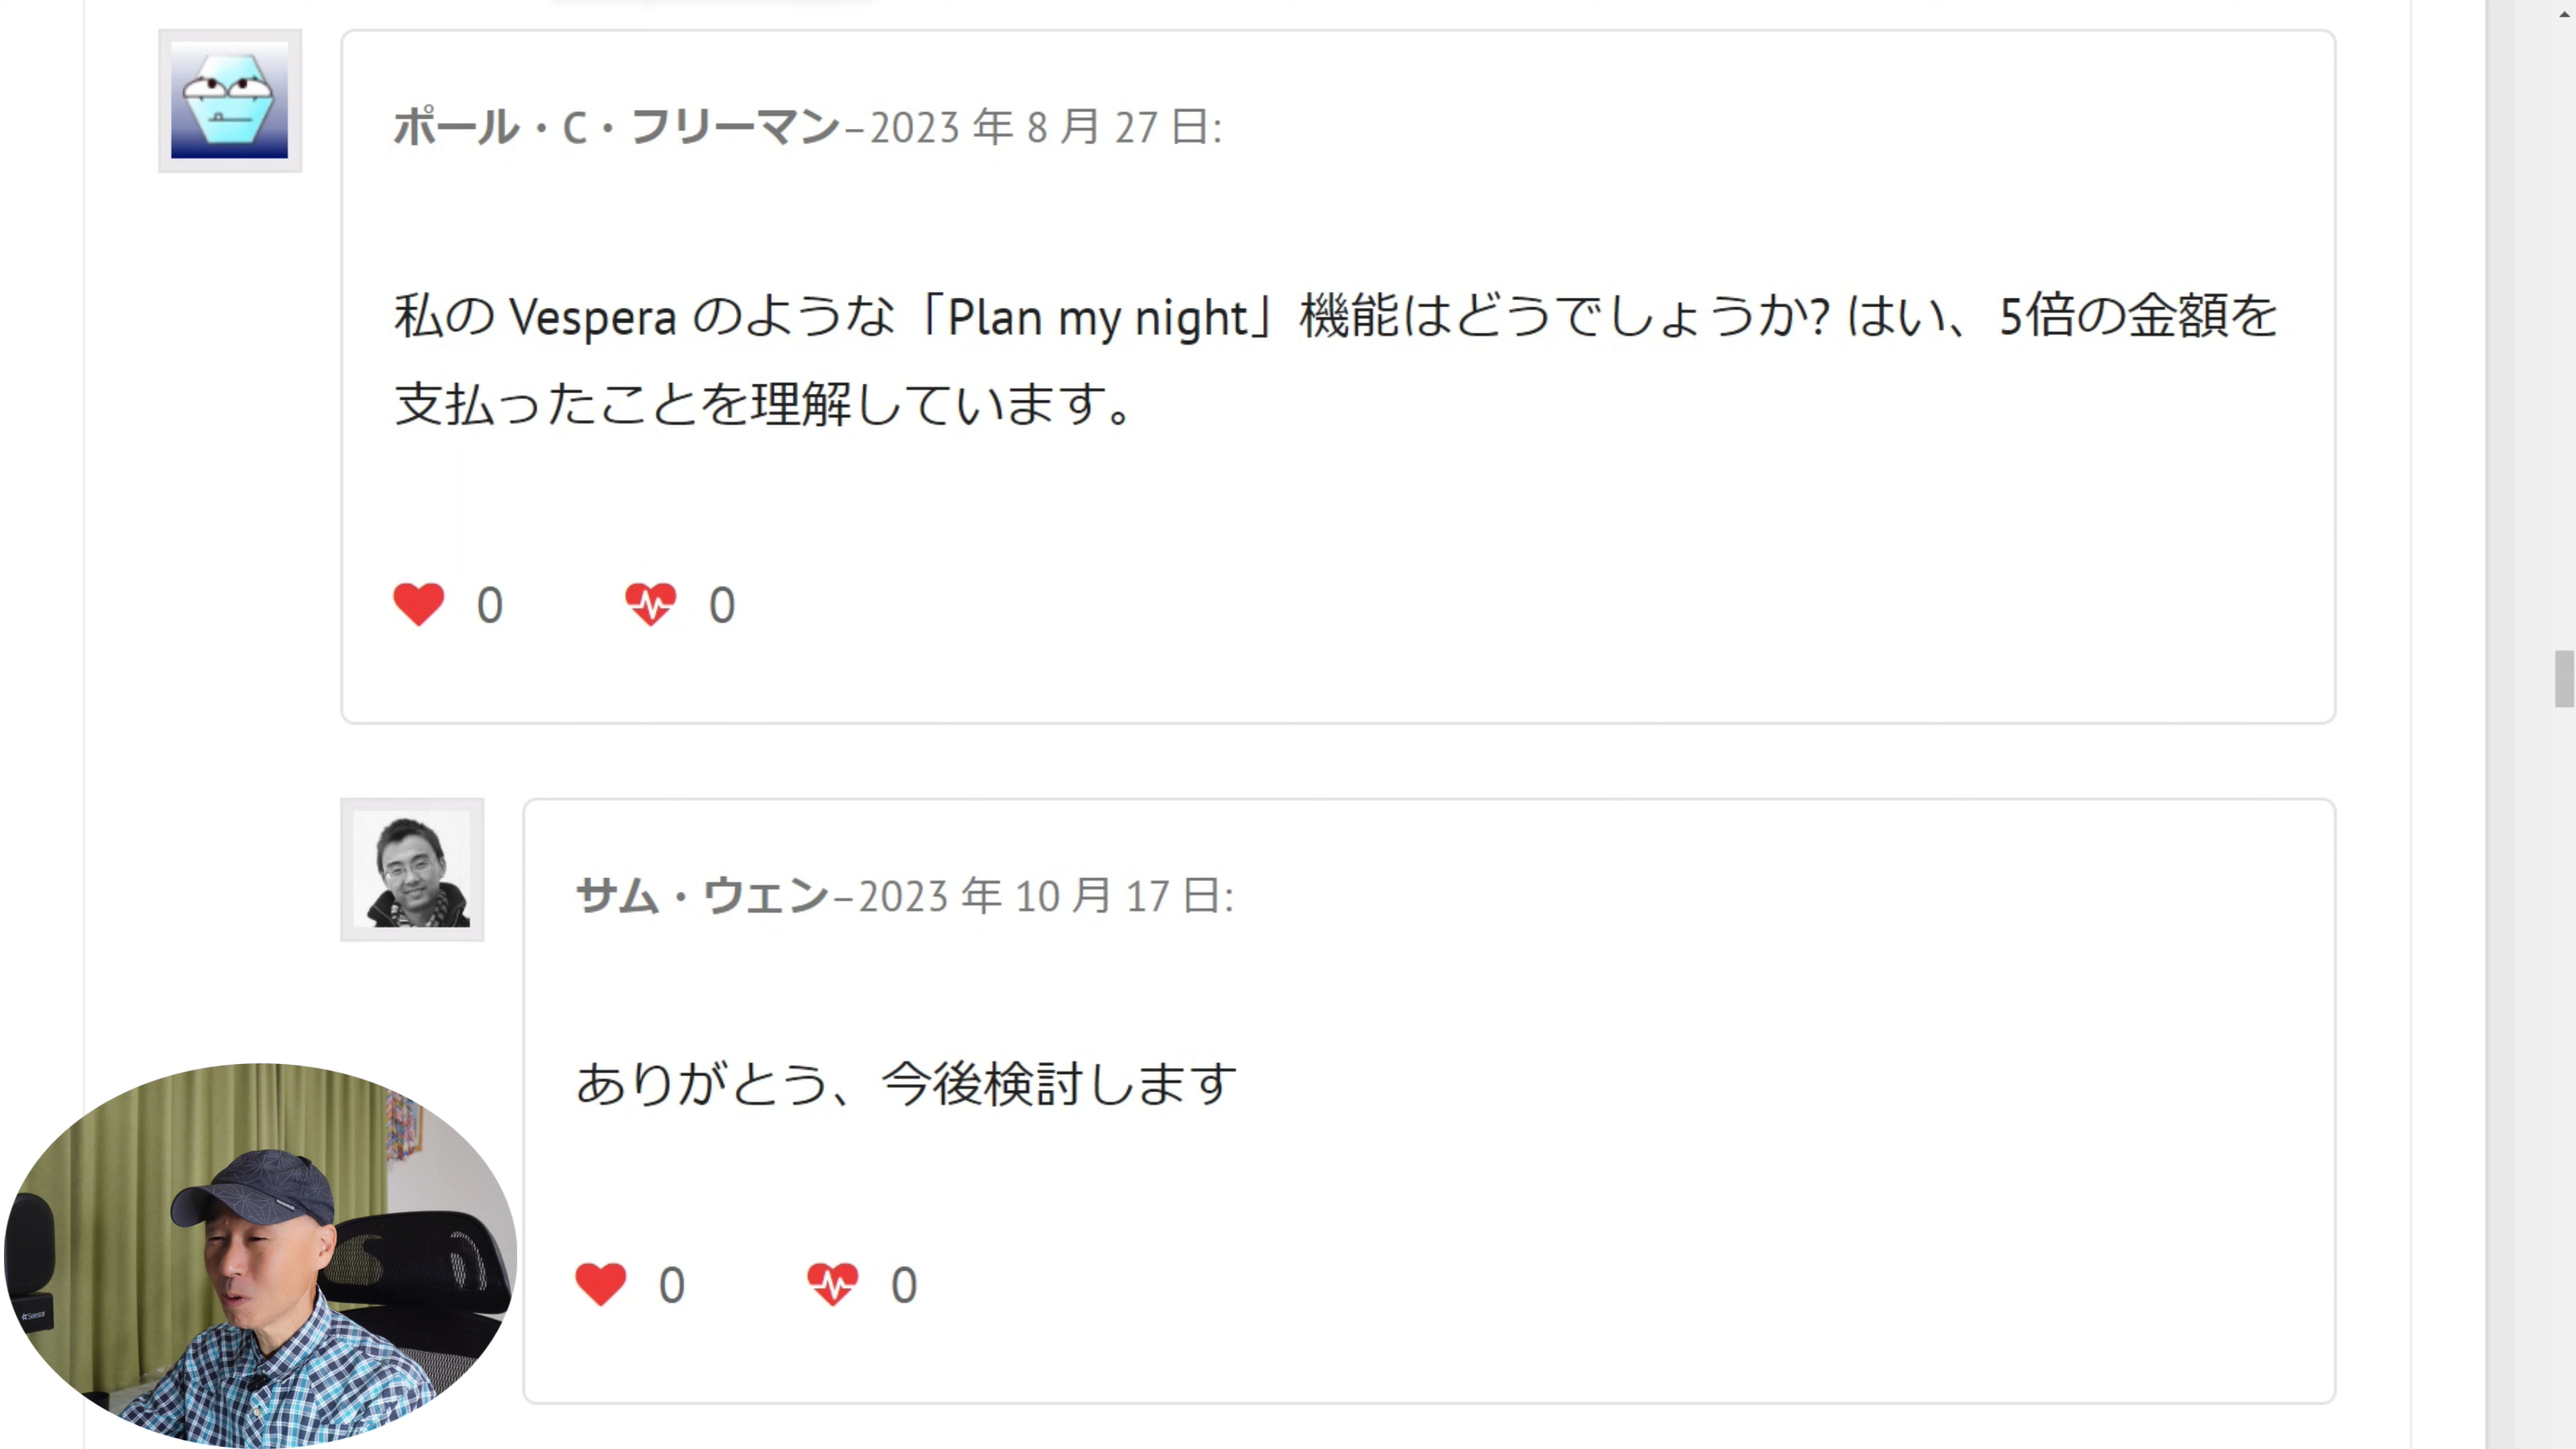 ポール・C・フリーマン–2023 年 8 月 27 日:
私の Vespera のような「Plan my night」機能はどうでしょうか? はい、5倍の金額を
支払ったことを理解しています。
0 0
サム・ウェン–2023 年 10 月 17 日:
ありがとう、今後検討します
0 0